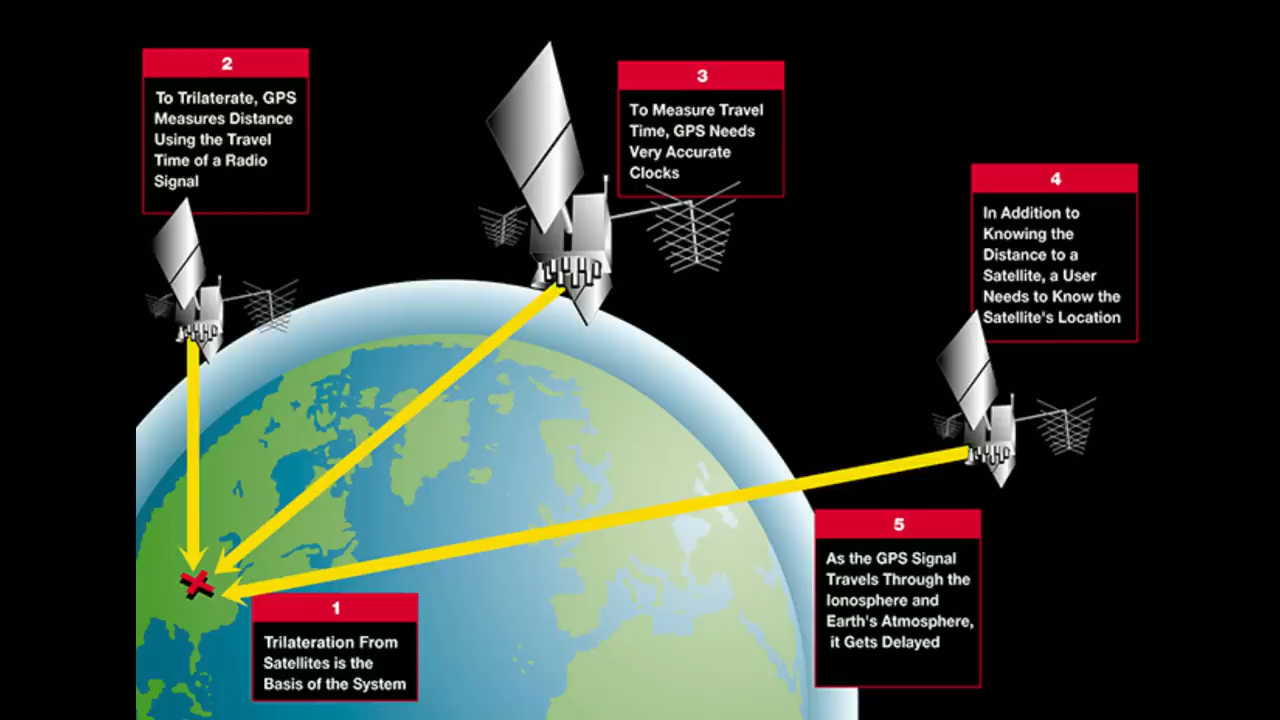 2
To Trilaterate, GPS
Measures Distance
Using the Travel
Time of a Radio
Signal
3
To Measure Travel
Time, GPS Needs
Very Accurate
Clocks
4
In Addition to
Knowing the
Distance to a
Satellite, a User
Needs to Know the
Satellite's Location
5
As the GPS Signal
Travels Through the
Ionosphere and
Earth's Atmosphere,
it Gets Delayed
1
Trilateration From
Satellites is the
Basis of the System